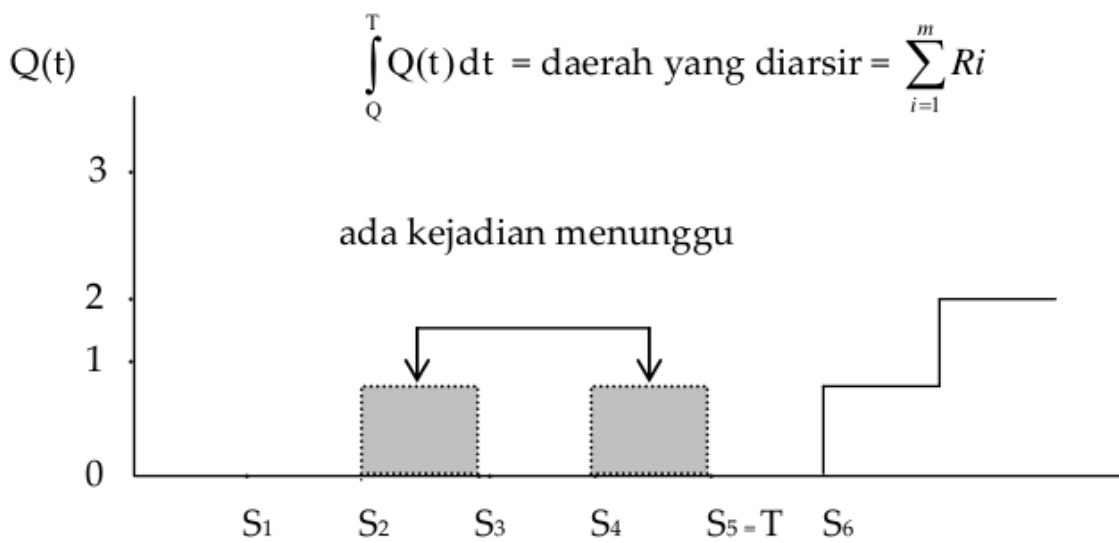 Q(t)
∫_Q^T Q(t) dt = daerah yang diarsir = ∑_{i=1}^m Ri
3
ada kejadian menunggu
2
1
0
S1 S2 S3 S4 S5 = T S6